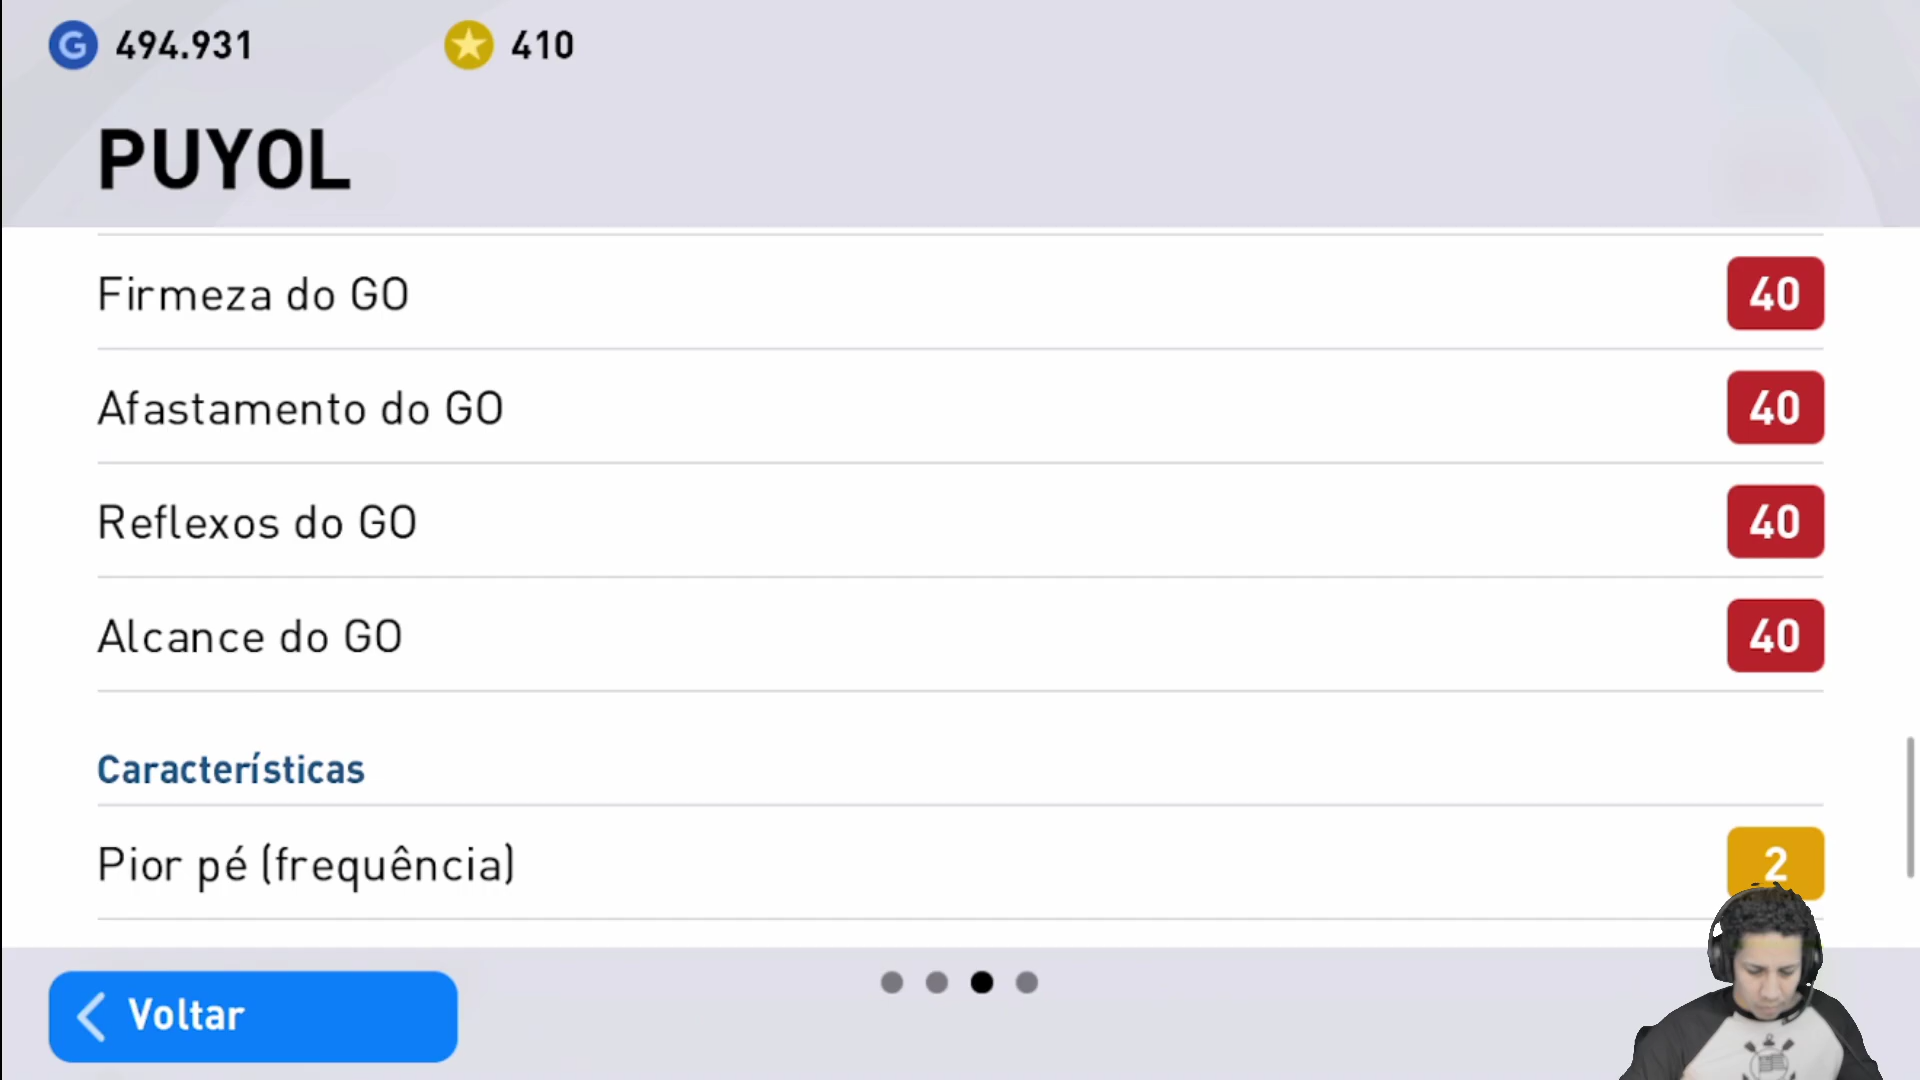 G 494.931 410
PUYOL
Firmeza do GO 40
Afastamento do GO 40
Reflexos do GO 40
Alcance do GO 40
Características
Pior pé (frequência) 2
Voltar